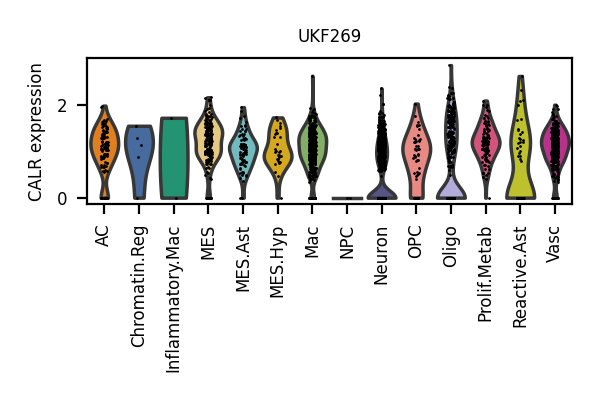 UKF269
CALR expression
2
0
AC
Chromatin.Reg
Inflammatory.Mac
MES
MES.Ast
MES.Hyp
Mac
NPC
Neuron
OPC
Oligo
Prolif.Metab
Reactive.Ast
Vasc